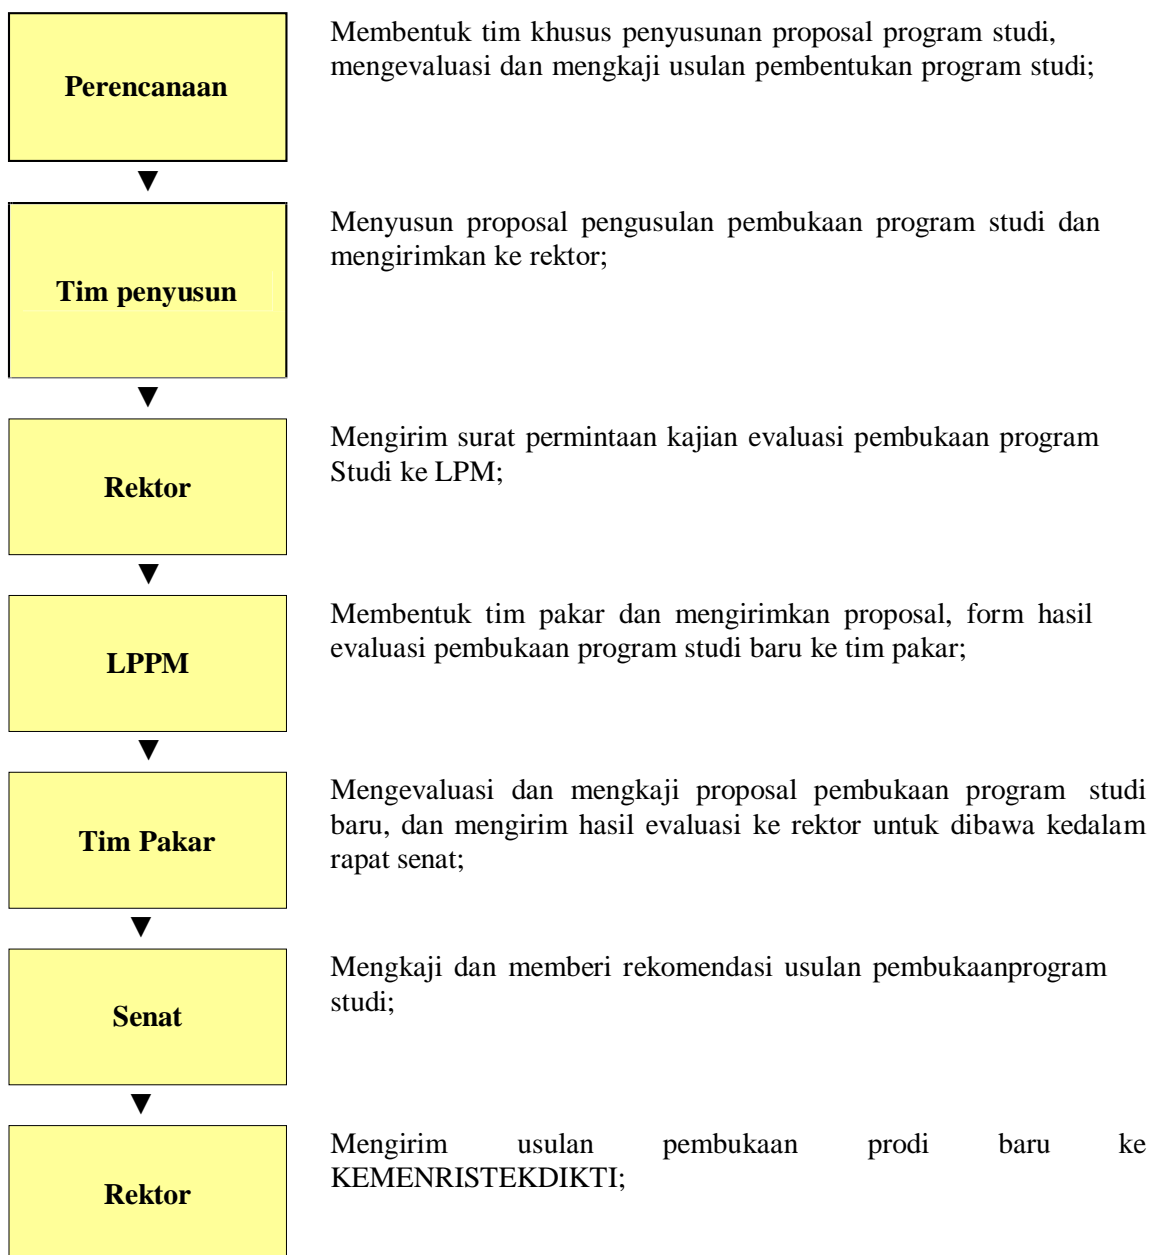 Perencanaan
Membentuk tim khusus penyusunan proposal program studi,
mengevaluasi dan mengkaji usulan pembentukan program studi;
Tim penyusun
Menyusun proposal pengusulan pembukaan program studi dan
mengirimkan ke rektor;
Rektor
Mengirim surat permintaan kajian evaluasi pembukaan program
Studi ke LPM;
LPPM
Membentuk tim pakar dan mengirimkan proposal, form hasil
evaluasi pembukaan program studi baru ke tim pakar;
Tim Pakar
Mengevaluasi dan mengkaji proposal pembukaan program studi
baru, dan mengirim hasil evaluasi ke rektor untuk dibawa kedalam
rapat senat;
Senat
Mengkaji dan memberi rekomendasi usulan pembukaanprogram
studi;
Rektor
Mengirim usulan pembukaan prodi baru ke
KEMENRISTEKDIKTI;